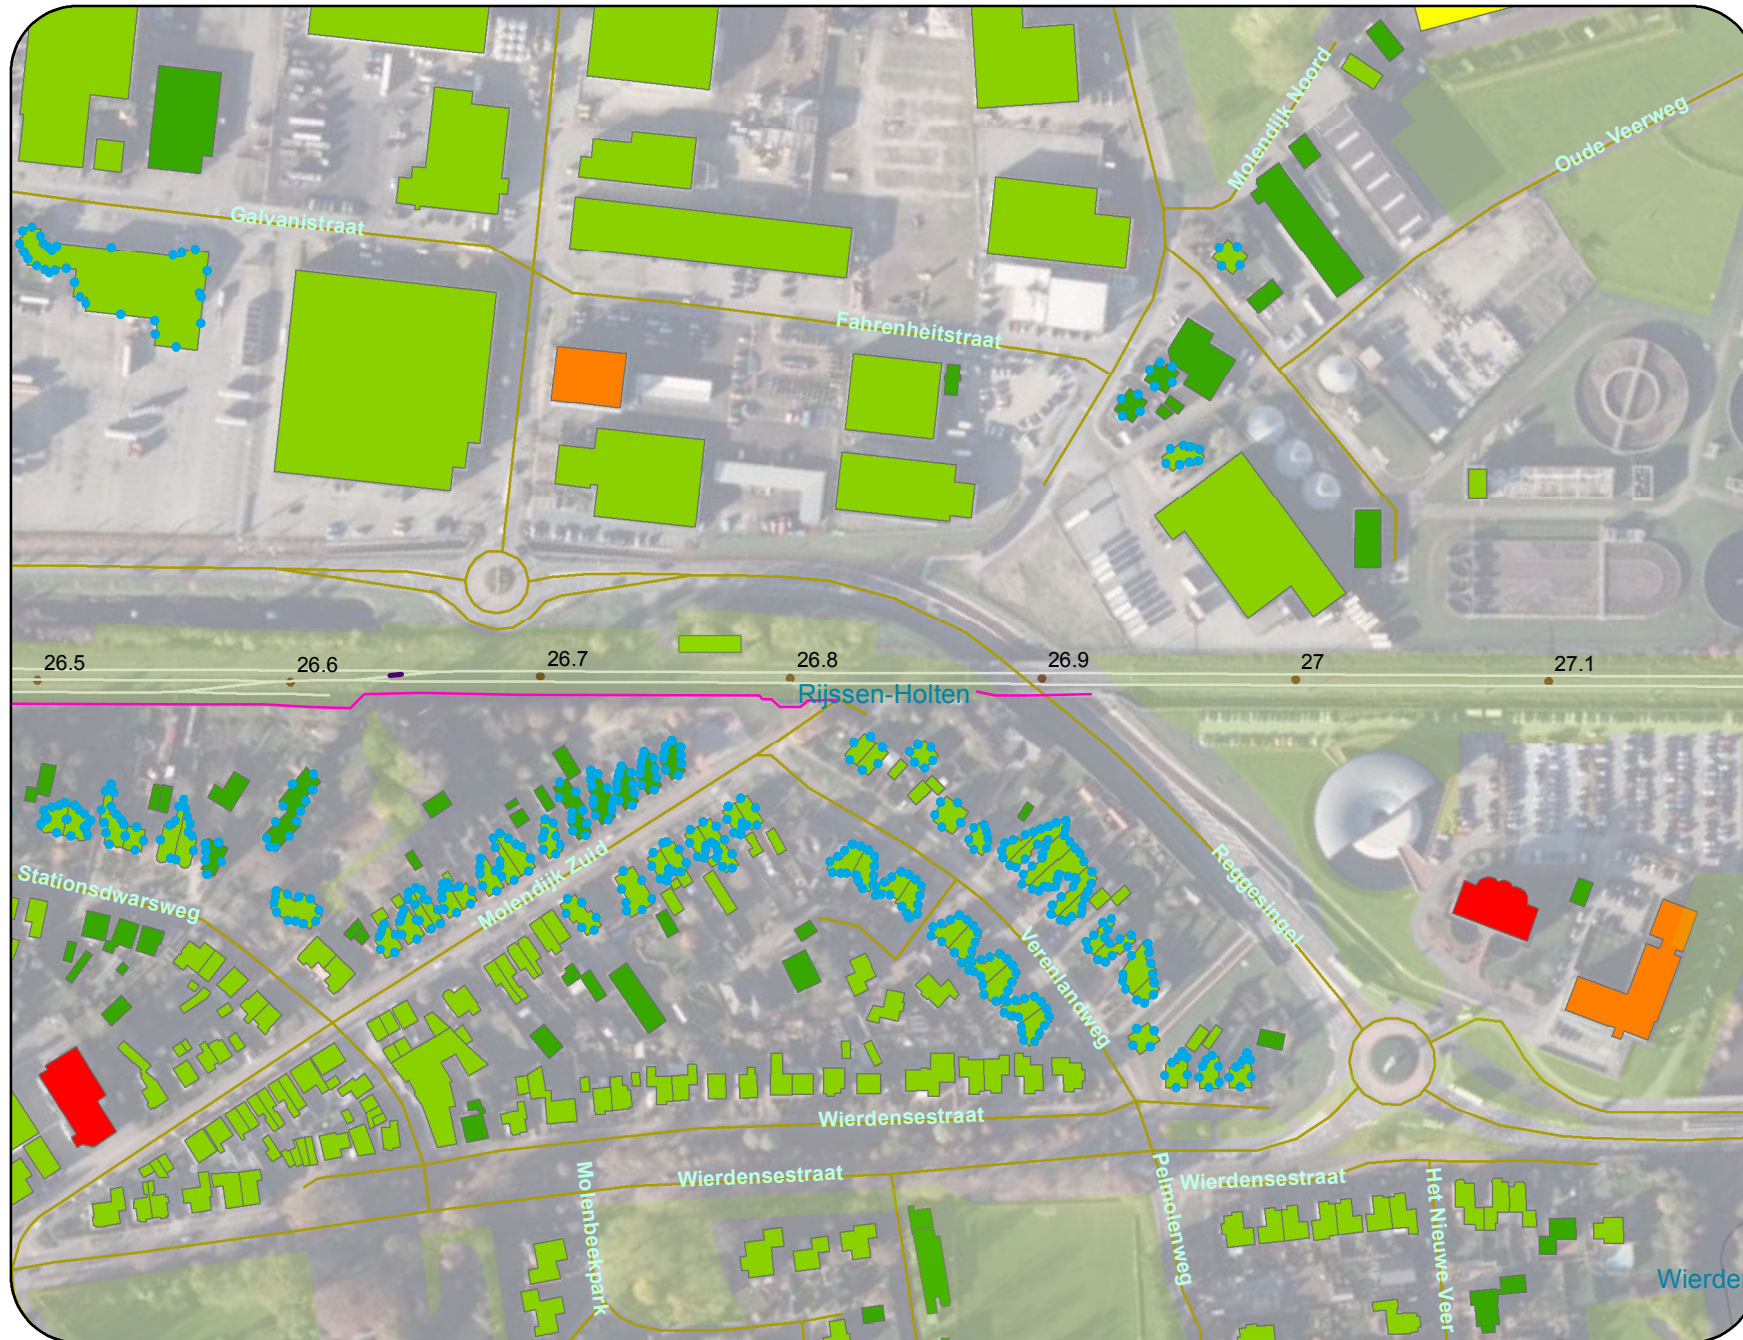 Molendijk Noord
Oude Veerweg
Galvanistraat
Fahrenheitstraat
26.5
26.6
26.7
26.8
26.9
27
27.1
Rijssen-Holten
Stationsdwarsweg
Molendijk Zuid
Reggesingel
Verenlandweg
Wierdensestraat
Wierdensestraat
Wierdensestraat
Molenbeekpark
Pelmolenweg
Het Nieuwe Veer
Wierde